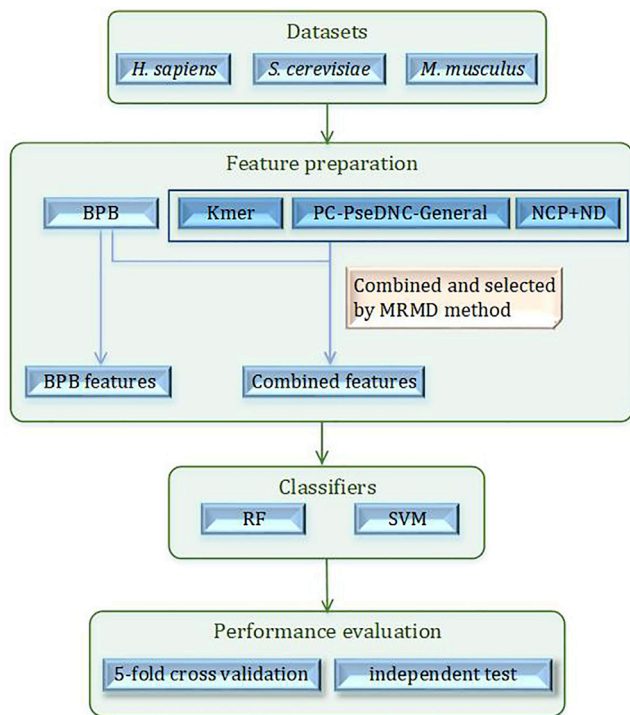 Datasets
H. sapiens
S. cerevisiae
M. musculus
Feature preparation
BPB
Kmer
PC-PseDNC-General
NCP+ND
Combined and selected
by MRMD method
BPB features
Combined features
Classifiers
RF
SVM
Performance evaluation
5-fold cross validation
independent test